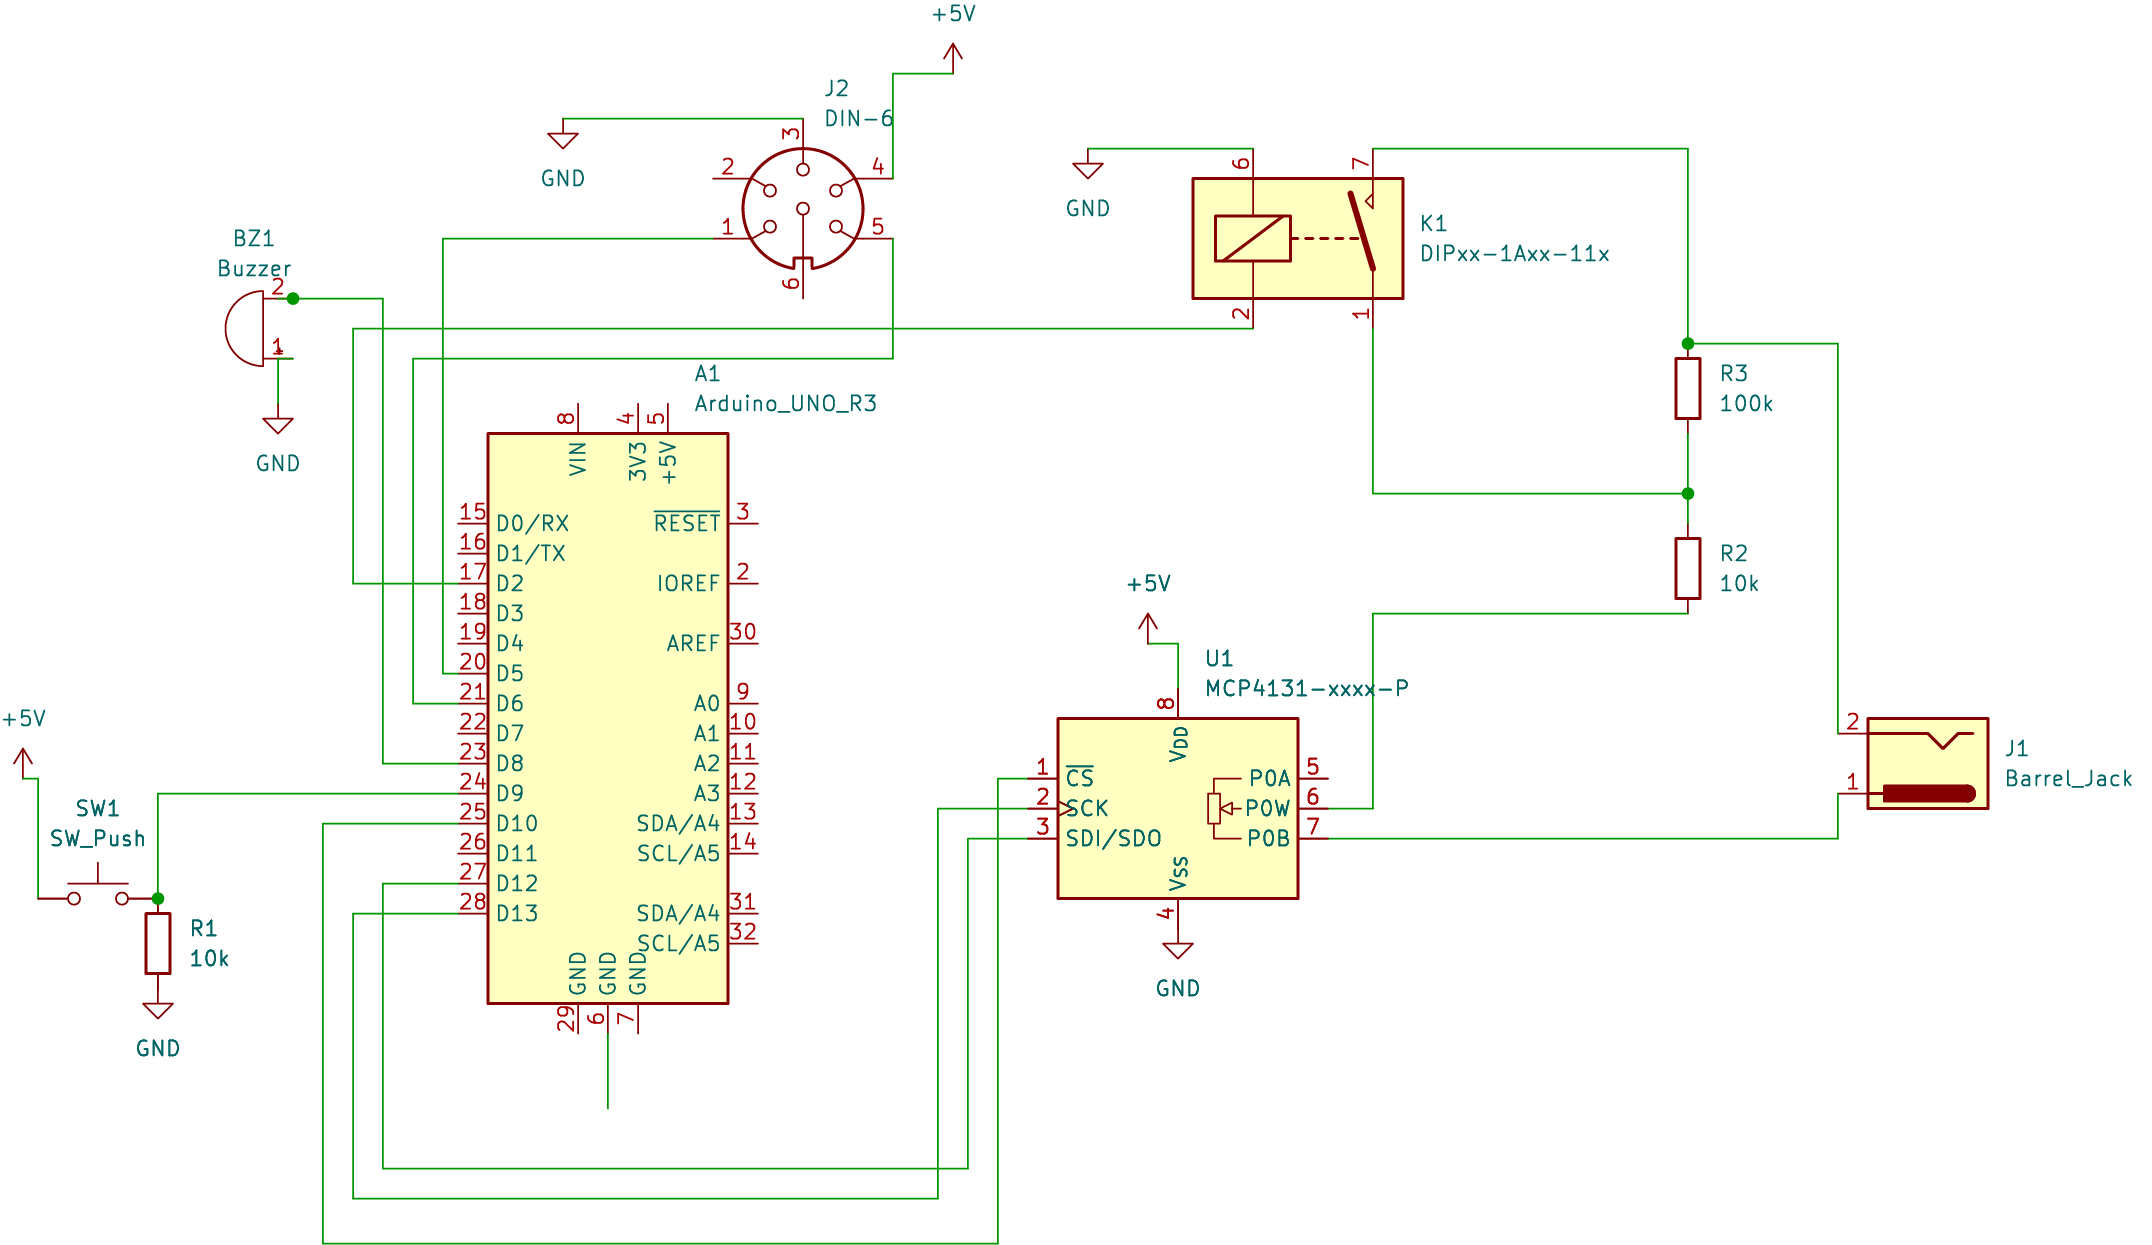 +5V
J2
DIN-6
3
2
4
1
5
6
GND
6
7
GND
K1
DIPxx-1Axx-11x
2
1
BZ1
Buzzer
2
1
GND
A1
Arduino_UNO_R3
8
4
5
VIN
3V3
+5V
15 D0/RX
RESET 3
16 D1/TX
17 D2
IOREF 2
18 D3
19 D4
AREF 30
20 D5
21 D6
A0 9
22 D7
A1 10
23 D8
A2 11
24 D9
A3 12
25 D10
SDA/A4 13
26 D11
SCL/A5 14
27 D12
28 D13
SDA/A4 31
SCL/A5 32
GND
GND
GND
29
6
7
R3
100k
R2
10k
+5V
U1
MCP4131-xxxx-P
8
VDD
1 CS
P0A 5
2 SCK
P0W 6
3 SDI/SDO
P0B 7
VSS
4
GND
2
1
J1
Barrel_Jack
+5V
SW1
SW_Push
R1
10k
GND